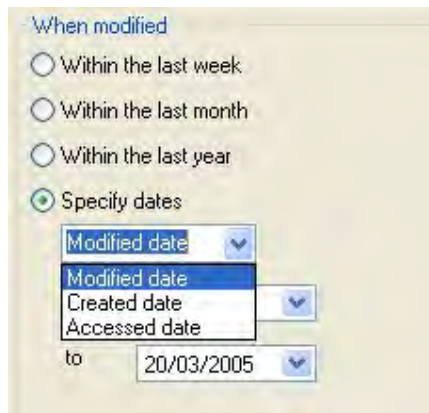 When modified
Within the last week
Within the last month
Within the last year
Specify dates
Modified date
Modified date
Created date
Accessed date
to 20/03/2005